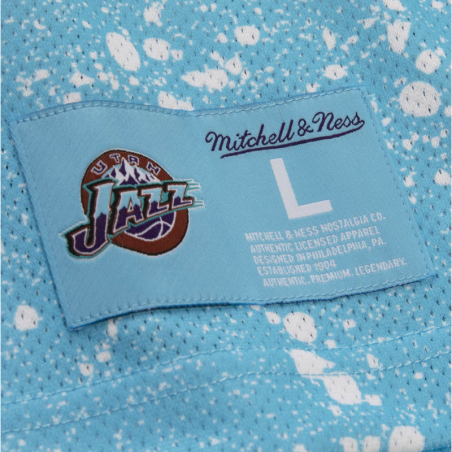 UTAH
JAZZ
Mitchell & Ness
L
MITCHELL & NESS NOSTALGIA CO.
AUTHENTIC LICENSED APPAREL
DESIGNED IN PHILADELPHIA, PA.
ESTABLISHED 1904
AUTHENTIC. PREMIUM. LEGENDARY.